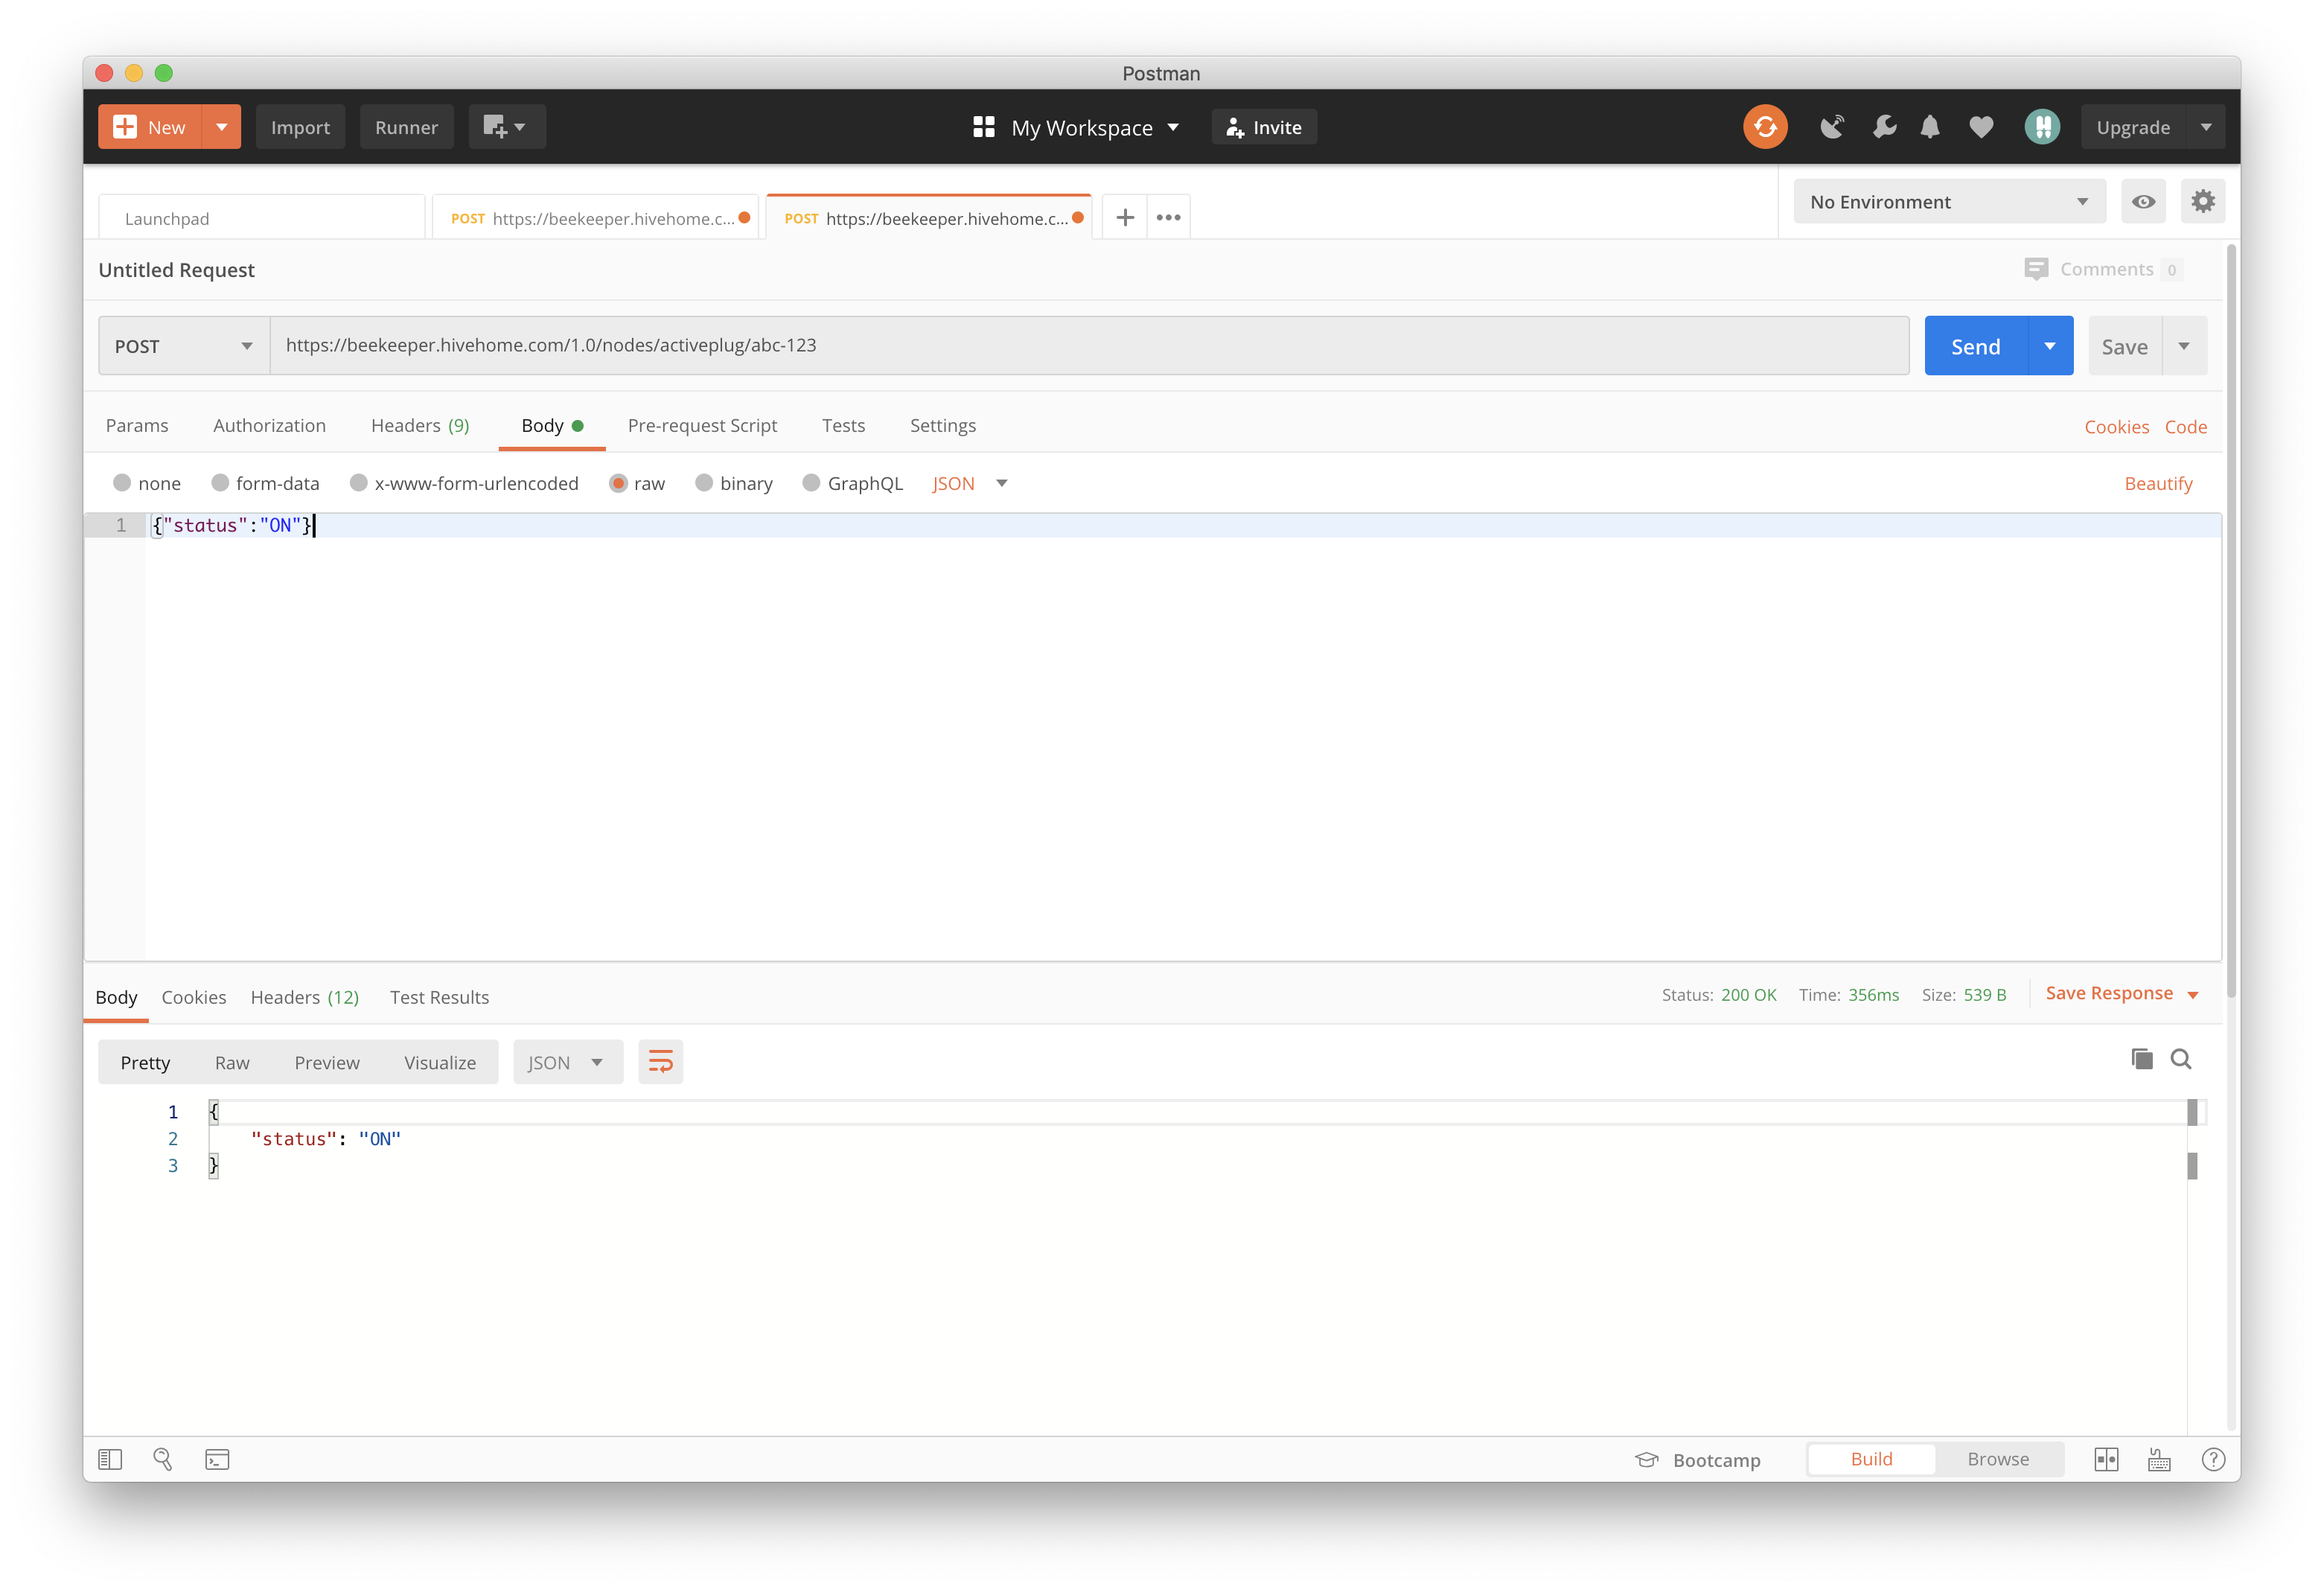 Postman
New Import Runner My Workspace Invite Upgrade
Launchpad POST https://beekeeper.hivehome.c... POST https://beekeeper.hivehome.c... No Environment
Untitled Request Comments 0
POST https://beekeeper.hivehome.com/1.0/nodes/activeplug/abc-123 Send Save
Params Authorization Headers (9) Body Pre-request Script Tests Settings Cookies Code
none form-data x-www-form-urlencoded raw binary GraphQL JSON Beautify
1 {"status":"ON"}
Body Cookies Headers (12) Test Results Status: 200 OK Time: 356ms Size: 539 B Save Response
Pretty Raw Preview Visualize JSON
1 {
2 "status": "ON"
3 }
Bootcamp Build Browse